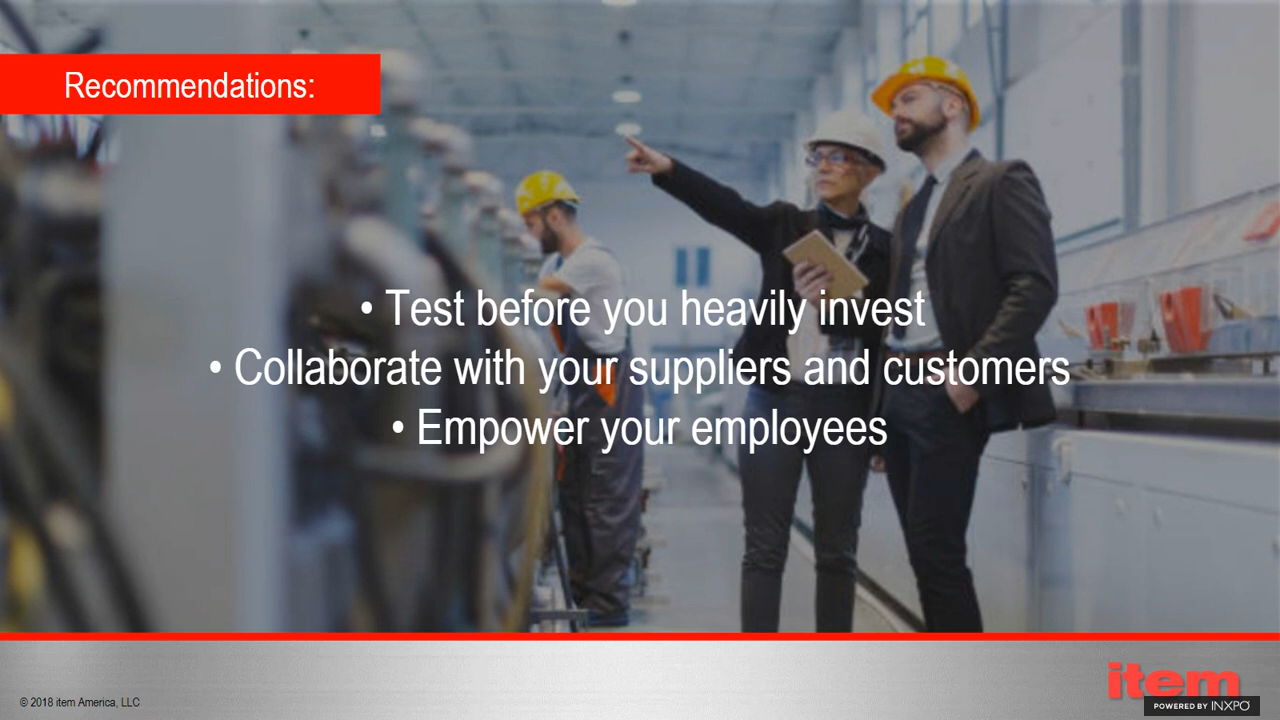 Recommendations:
• Test before you heavily invest
• Collaborate with your suppliers and customers
• Empower your employees
© 2018 item America, LLC
item
POWERED BY INXPO